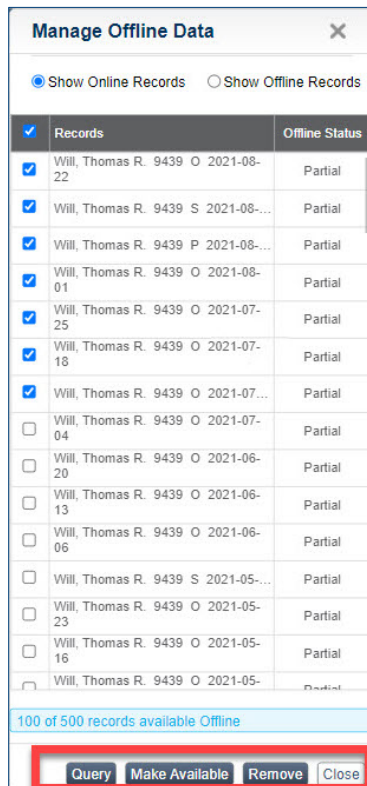 Manage Offline Data
Show Online Records Show Offline Records
Records Offline Status
Will, Thomas R. 9439 O 2021-08-
22
Partial
Will, Thomas R. 9439 S 2021-08-... Partial
Will, Thomas R. 9439 P 2021-08-... Partial
Will, Thomas R. 9439 O 2021-08-
01
Partial
Will, Thomas R. 9439 O 2021-07-
25
Partial
Will, Thomas R. 9439 O 2021-07-
18
Partial
Will, Thomas R. 9439 O 2021-07... Partial
Will, Thomas R. 9439 O 2021-07-
04
Partial
Will, Thomas R. 9439 O 2021-06-
20
Partial
Will, Thomas R. 9439 O 2021-06-
13
Partial
Will, Thomas R. 9439 O 2021-06-
06
Partial
Will, Thomas R. 9439 S 2021-05-... Partial
Will, Thomas R. 9439 O 2021-05-
23
Partial
Will, Thomas R. 9439 O 2021-05-
16
Partial
Will, Thomas R. 9439 O 2021-05-
Partial
100 of 500 records available Offline
Query Make Available Remove Close